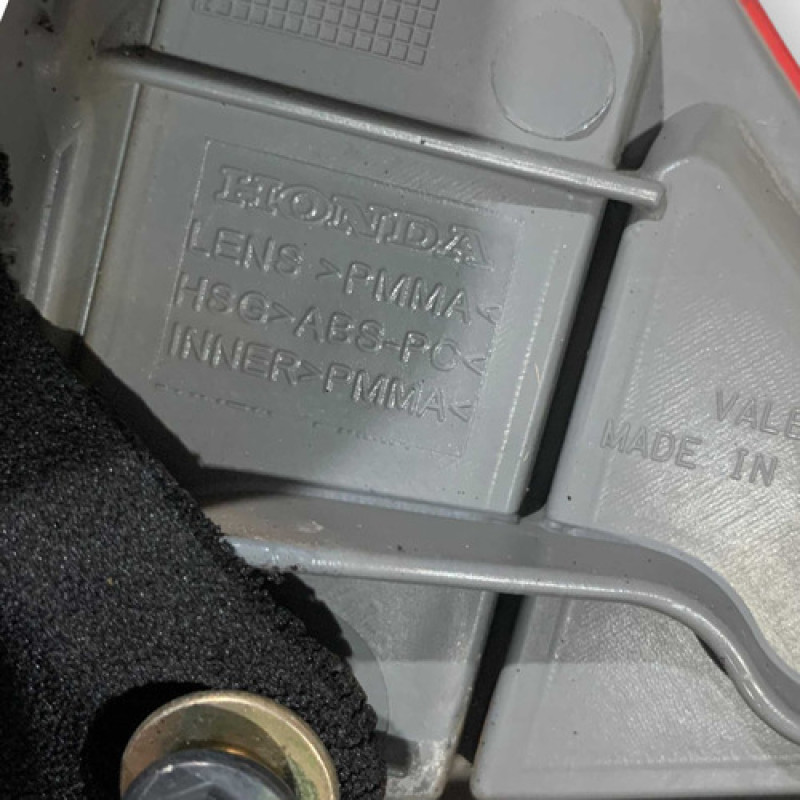 HONDA
LENS >PMMA<
HSG>ABS-PC<
INNER>PMMA<
VALE
MADE IN